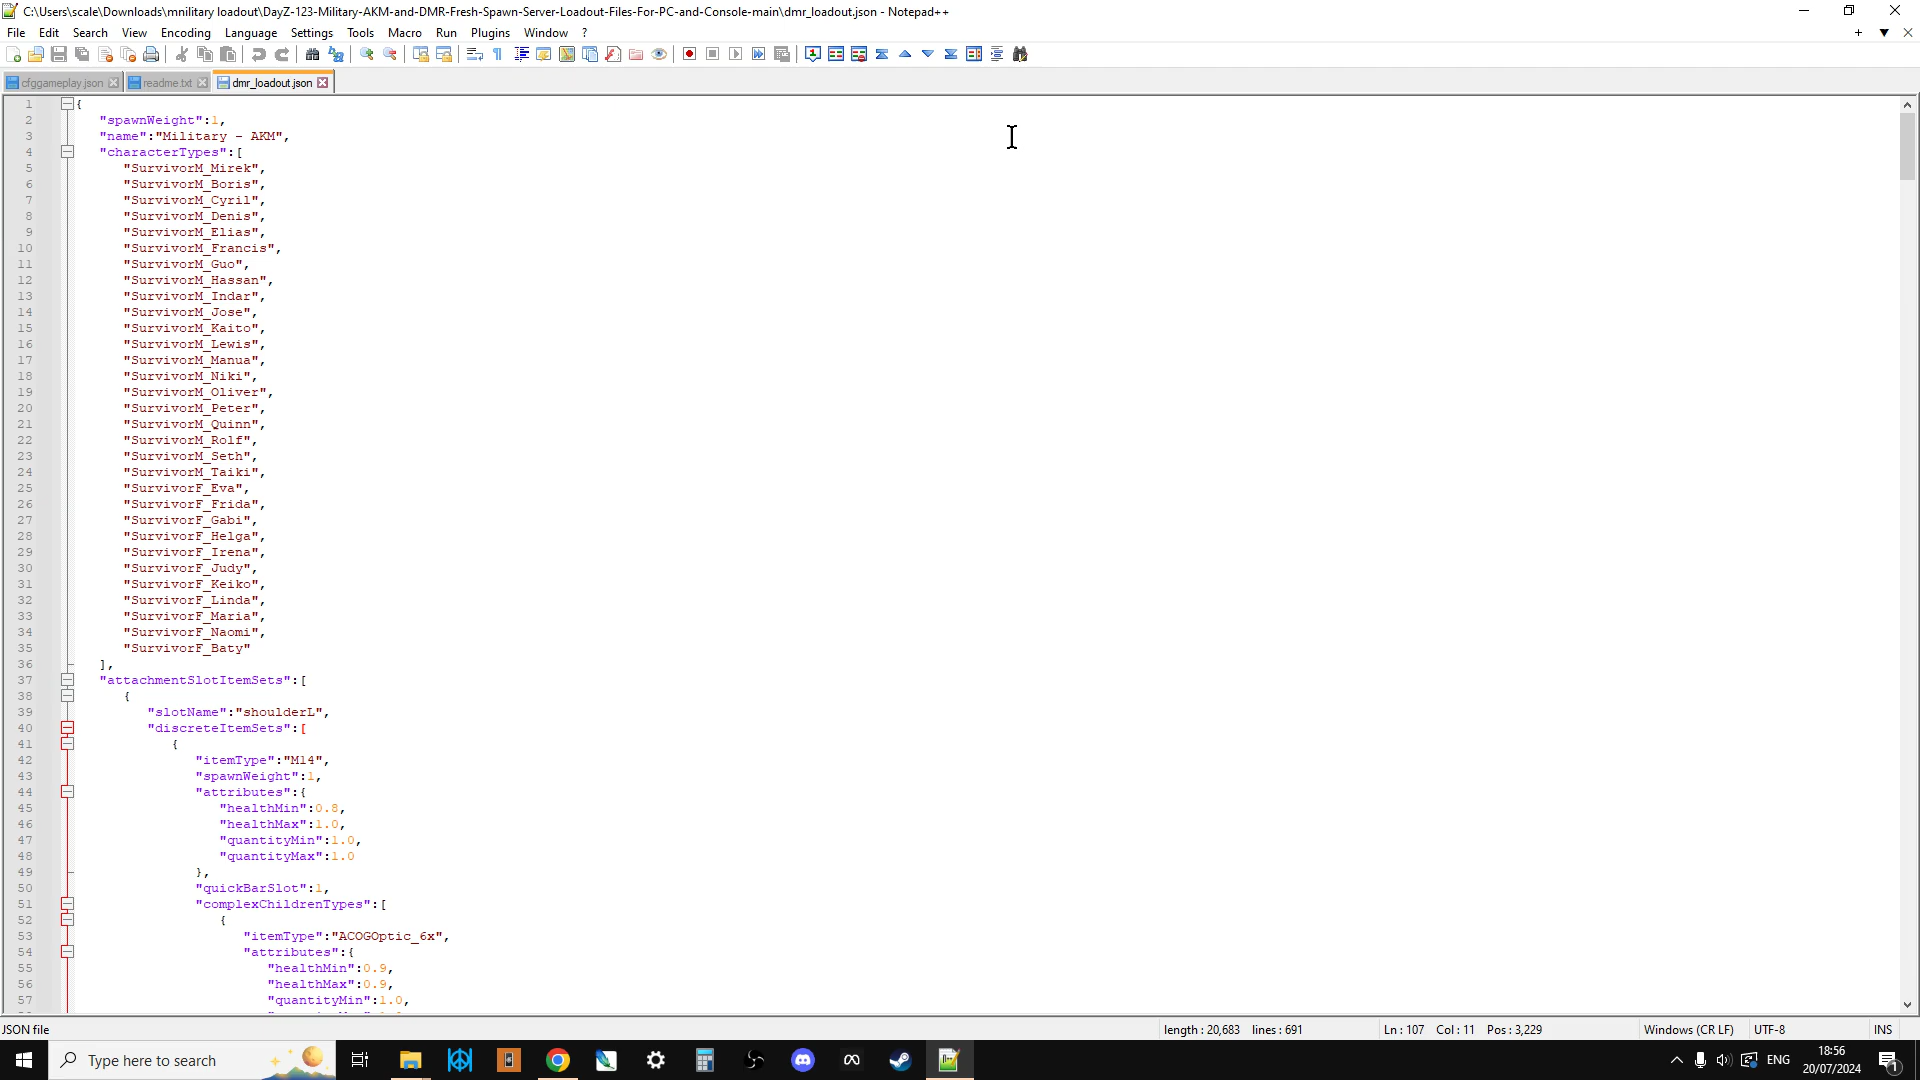 C:\Users\scale\Downloads\mnilitary loadout\DayZ-123-Military-AKM-and-DMR-Fresh-Spawn-Server-Loadout-Files-For-PC-and-Console-main\dmr_loadout.json - Notepad++
File Edit Search View Encoding Language Settings Tools Macro Run Plugins Window ?
cfggameplay.json readme.txt dmr_loadout.json
1 {
2 "spawnWeight":1,
3 "name":"Military - AKM",
4 "characterTypes":[
5 "SurvivorM_Mirek",
6 "SurvivorM_Boris",
7 "SurvivorM_Cyril",
8 "SurvivorM_Denis",
9 "SurvivorM_Elias",
10 "SurvivorM_Francis",
11 "SurvivorM_Guo",
12 "SurvivorM_Hassan",
13 "SurvivorM_Indar",
14 "SurvivorM_Jose",
15 "SurvivorM_Kaito",
16 "SurvivorM_Lewis",
17 "SurvivorM_Manua",
18 "SurvivorM_Niki",
19 "SurvivorM_Oliver",
20 "SurvivorM_Peter",
21 "SurvivorM_Quinn",
22 "SurvivorM_Rolf",
23 "SurvivorM_Seth",
24 "SurvivorM_Taiki",
25 "SurvivorF_Eva",
26 "SurvivorF_Frida",
27 "SurvivorF_Gabi",
28 "SurvivorF_Helga",
29 "SurvivorF_Irena",
30 "SurvivorF_Judy",
31 "SurvivorF_Keiko",
32 "SurvivorF_Linda",
33 "SurvivorF_Maria",
34 "SurvivorF_Naomi",
35 "SurvivorF_Baty"
36 ],
37 "attachmentSlotItemSets":[
38 {
39 "slotName":"shoulderL",
40 "discreteItemSets":[
41 {
42 "itemType":"M14",
43 "spawnWeight":1,
44 "attributes":{
45 "healthMin":0.8,
46 "healthMax":1.0,
47 "quantityMin":1.0,
48 "quantityMax":1.0
49 },
50 "quickBarSlot":1,
51 "complexChildrenTypes":[
52 {
53 "itemType":"ACOGOptic_6x",
54 "attributes":{
55 "healthMin":0.9,
56 "healthMax":0.9,
57 "quantityMin":1.0,
JSON file length : 20,683 lines : 691 Ln : 107 Col : 11 Pos : 3,229 Windows (CR LF) UTF-8 INS
Type here to search ENG 18:56
20/07/2024 1